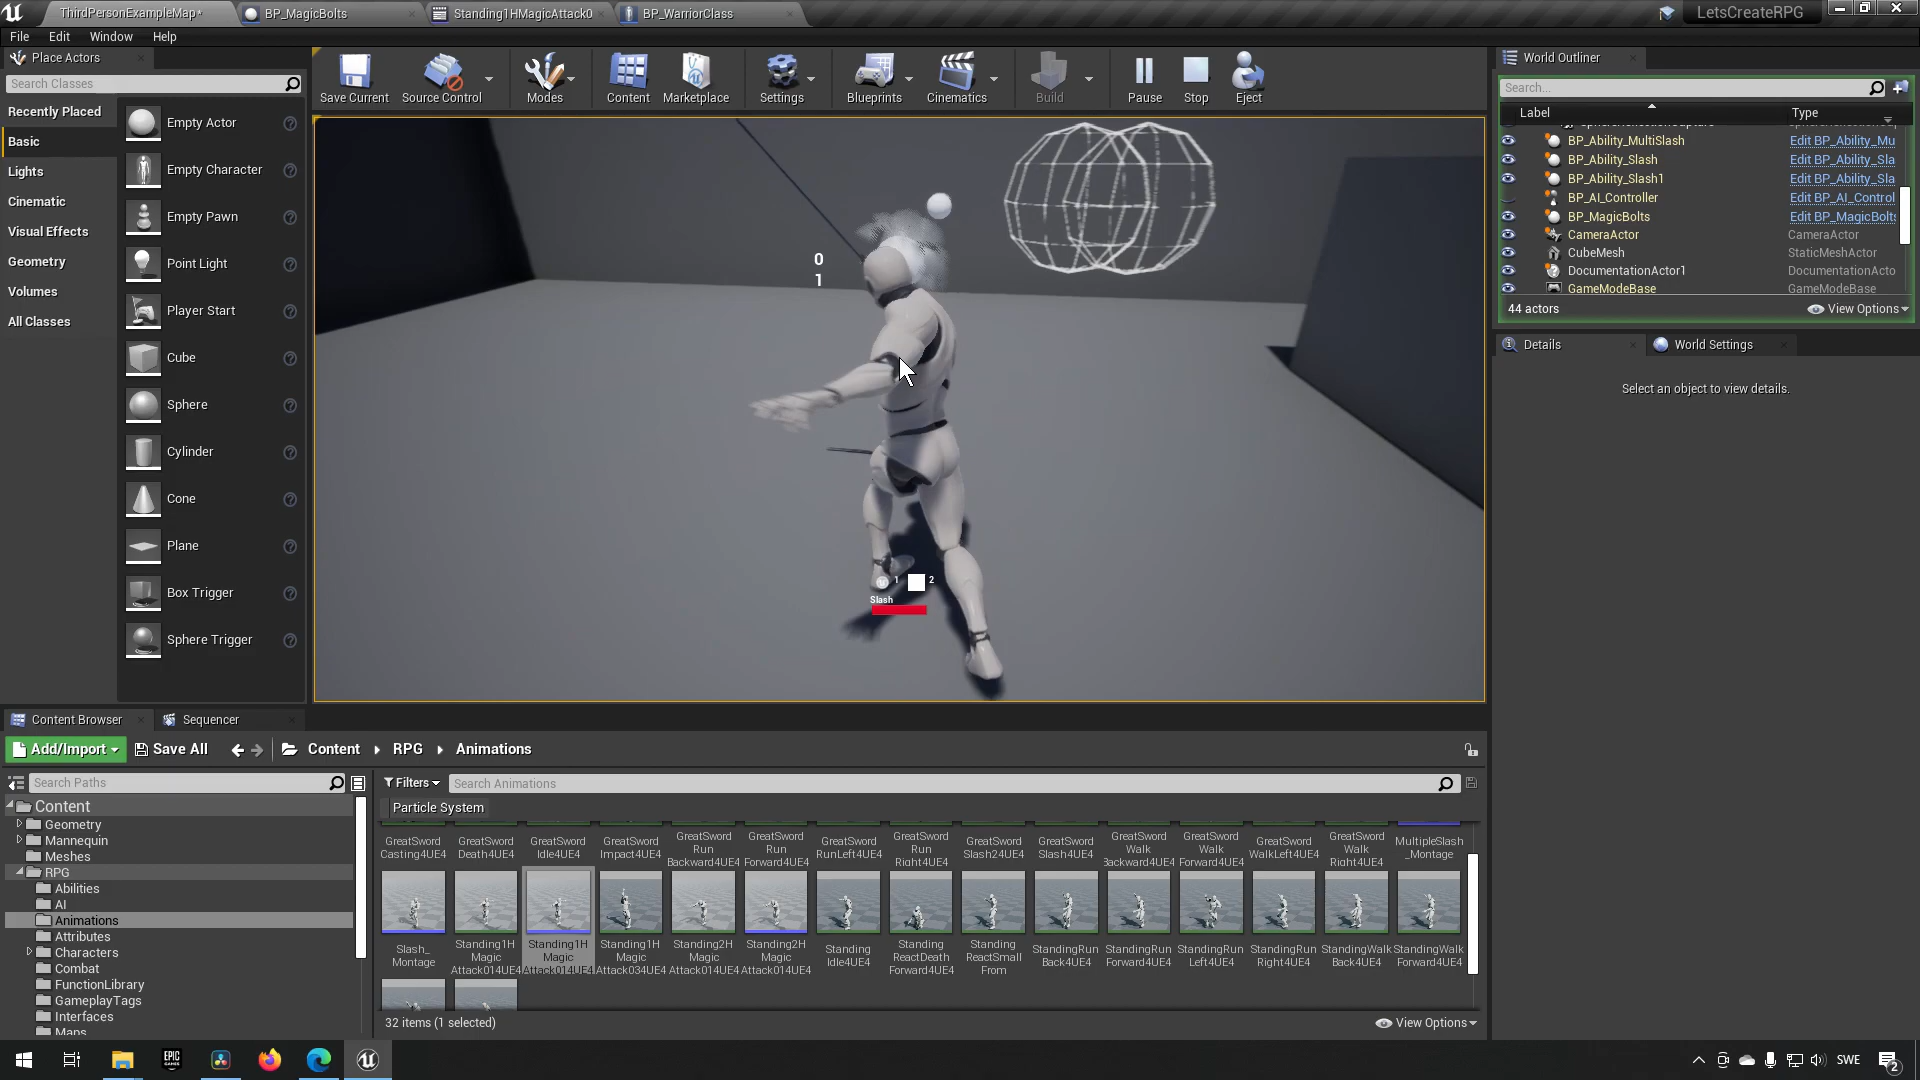 ThirdPersonExampleMap*
BP_MagicBolts
Standing1HMagicAttack0
BP_WarriorClass
LetsCreateRPG
File Edit Window Help
Place Actors
Search Classes
Recently Placed
Basic
Lights
Cinematic
Visual Effects
Geometry
Volumes
All Classes
Empty Actor
Empty Character
Empty Pawn
Point Light
Player Start
Cube
Sphere
Cylinder
Cone
Plane
Box Trigger
Sphere Trigger
Save Current
Source Control
Modes
Content
Marketplace
Settings
Blueprints
Cinematics
Build
Pause
Stop
Eject
0
1
1
2
Slash
World Outliner
Search...
Label
Type
BP_Ability_MultiSlash Edit BP_Ability_Mu
BP_Ability_Slash Edit BP_Ability_Sla
BP_Ability_Slash1 Edit BP_Ability_Sla
BP_AI_Controller Edit BP_AI_Control
BP_MagicBolts Edit BP_MagicBolts
CameraActor CameraActor
CubeMesh StaticMeshActor
DocumentationActor1 DocumentationActo
GameModeBase GameModeBase
44 actors
View Options
Details
World Settings
Select an object to view details.
Content Browser
Sequencer
Add/Import
Save All
Content
RPG
Animations
Search Paths
Filters
Search Animations
Particle System
Content
Geometry
Mannequin
Meshes
RPG
Abilities
AI
Animations
Attributes
Characters
Combat
FunctionLibrary
GameplayTags
Interfaces
Maps
GreatSword
Casting4UE4
GreatSword
Death4UE4
GreatSword
Idle4UE4
GreatSword
Impact4UE4
GreatSword
Run
Backward4UE4
GreatSword
Run
Forward4UE4
GreatSword
RunLeft4UE4
GreatSword
Run
Right4UE4
GreatSword
Slash24UE4
GreatSword
Slash4UE4
GreatSword
Walk
Backward4UE4
GreatSword
Walk
Forward4UE4
GreatSword
WalkLeft4UE4
GreatSword
Walk
Right4UE4
MultipleSlash
_Montage
Slash_
Montage
Standing1H
Magic
Attack014UE4
Standing1H
Magic
Attack014UE4
Standing1H
Magic
Attack034UE4
Standing2H
Magic
Attack014UE4
Standing2H
Magic
Attack014UE4
Standing
Idle4UE4
Standing
ReactDeath
Forward4UE4
Standing
ReactSmall
From
StandingRun
Back4UE4
StandingRun
Forward4UE4
StandingRun
Left4UE4
StandingRun
Right4UE4
StandingWalk
Back4UE4
StandingWalk
Forward4UE4
32 items (1 selected)
View Options
EPIC
GAMES
SWE
2